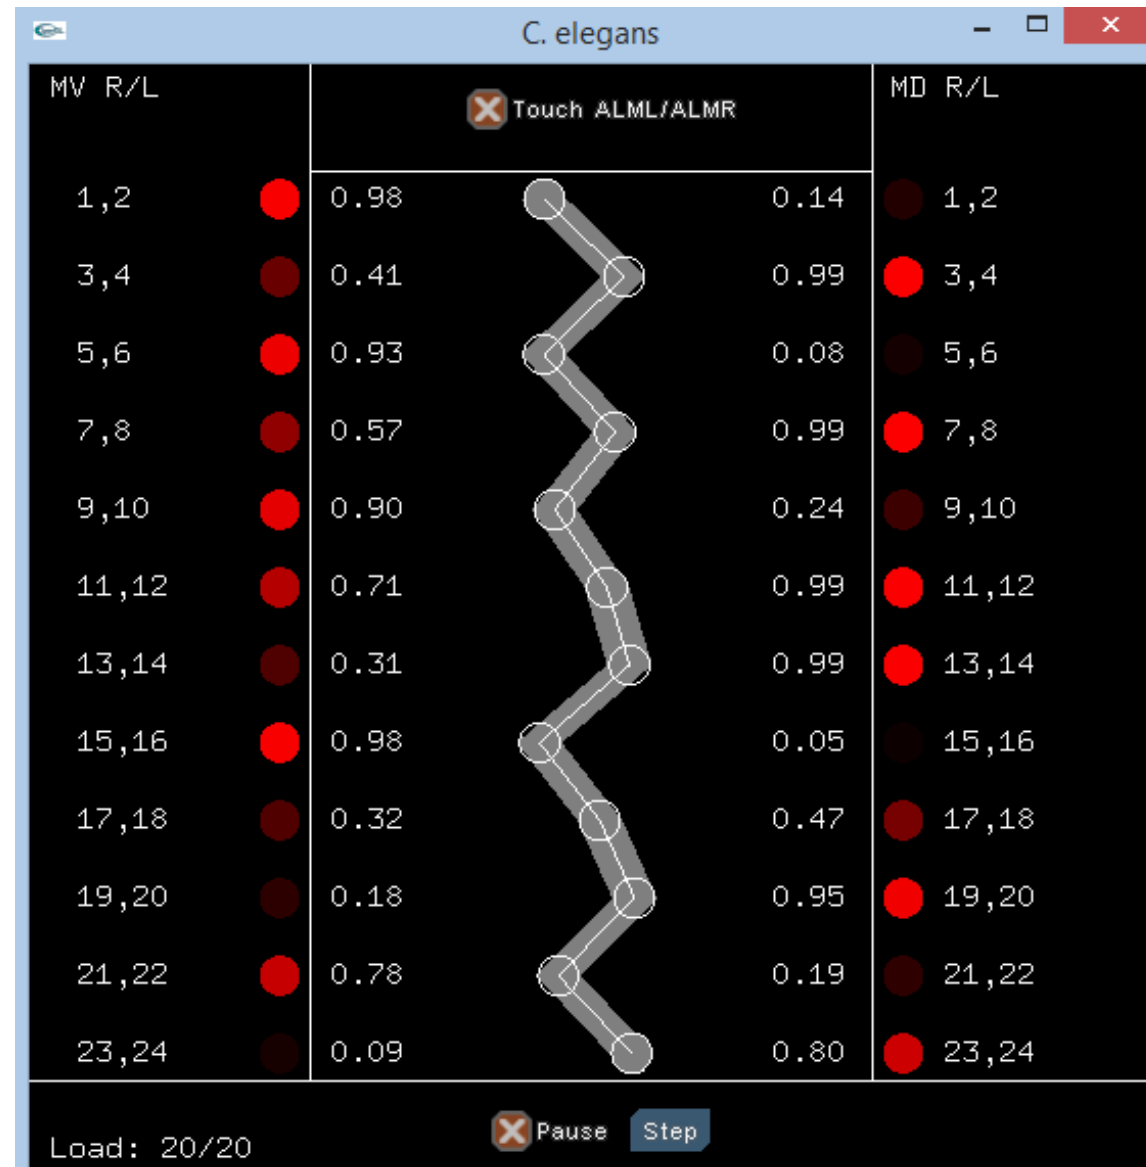 C. elegans
MV R/L MD R/L
Touch ALML/ALMR
1,2 0.98 0.14 1,2
3,4 0.41 0.99 3,4
5,6 0.93 0.08 5,6
7,8 0.57 0.99 7,8
9,10 0.90 0.24 9,10
11,12 0.71 0.99 11,12
13,14 0.31 0.99 13,14
15,16 0.98 0.05 15,16
17,18 0.32 0.47 17,18
19,20 0.18 0.95 19,20
21,22 0.78 0.19 21,22
23,24 0.09 0.80 23,24
Pause Step
Load: 20/20